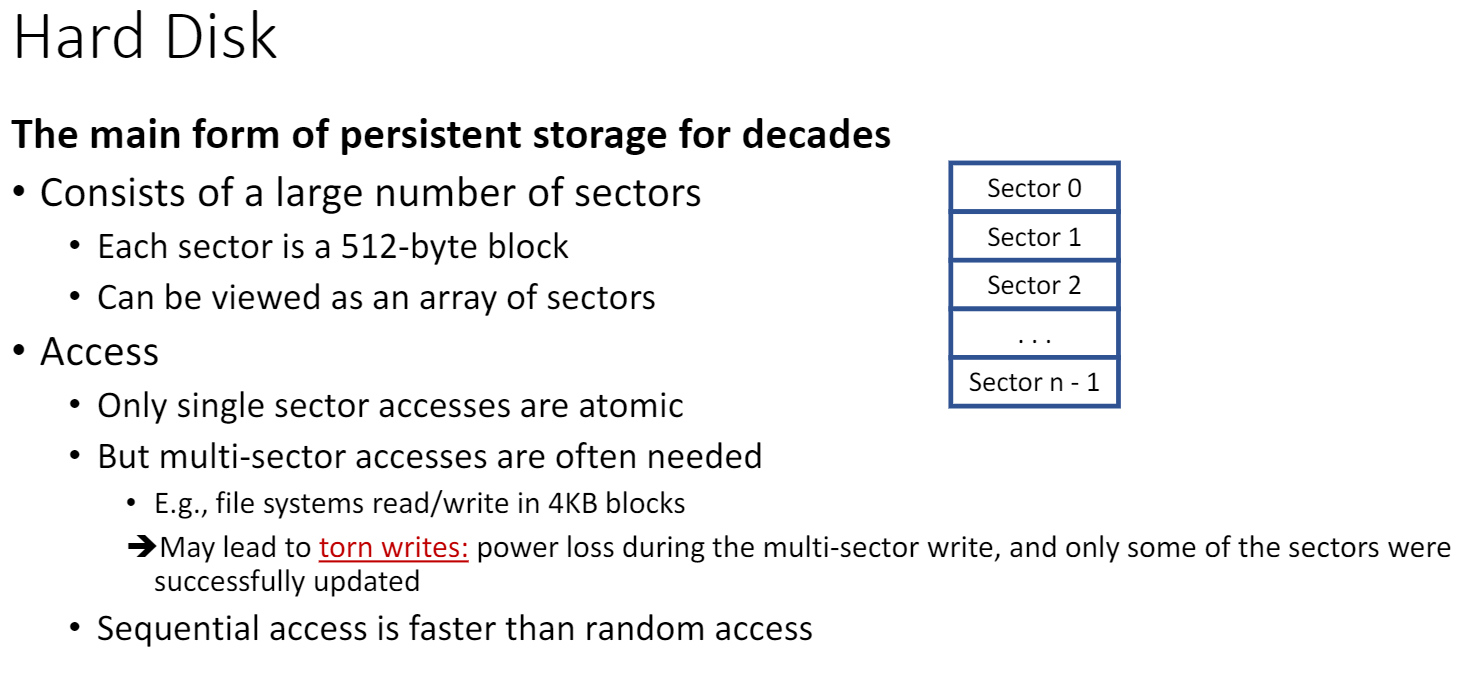 Hard Disk
The main form of persistent storage for decades
• Consists of a large number of sectors
• Each sector is a 512-byte block
• Can be viewed as an array of sectors
• Access
• Only single sector accesses are atomic
• But multi-sector accesses are often needed
• E.g., file systems read/write in 4KB blocks
➔May lead to torn writes: power loss during the multi-sector write, and only some of the sectors were
successfully updated
• Sequential access is faster than random access
Sector 0
Sector 1
Sector 2
. . .
Sector n - 1